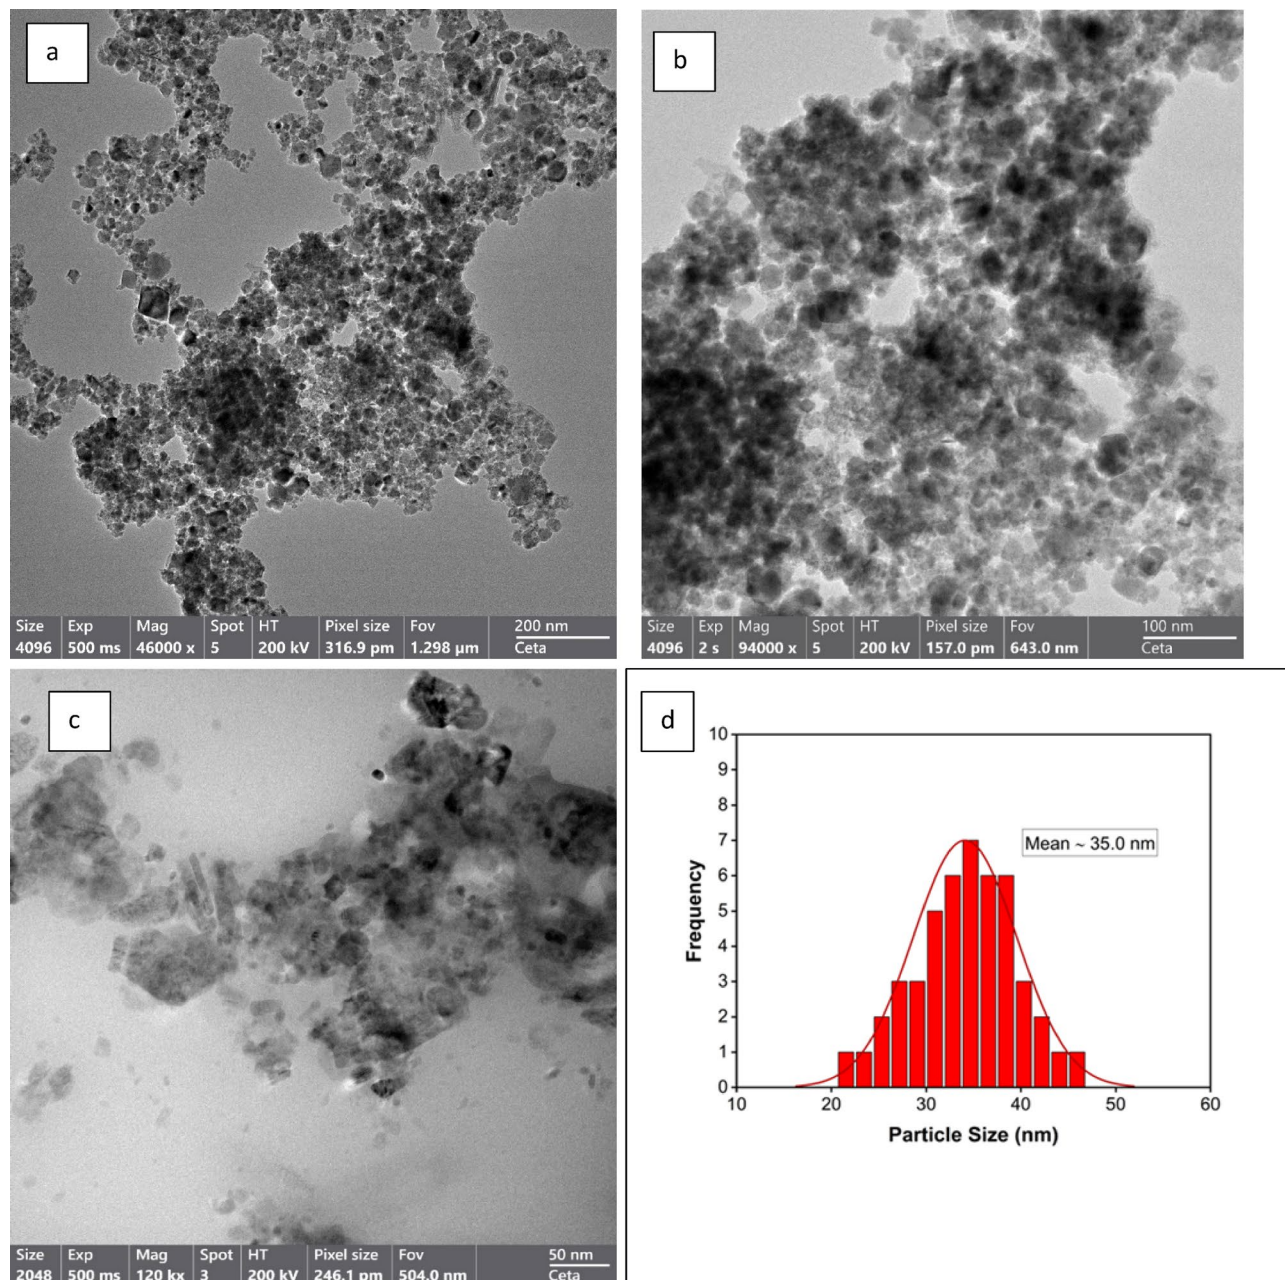 a
Size Exp Mag Spot HT Pixel size Fov 200 nm
4096 500 ms 46000 x 5 200 kV 316.9 pm 1.298 µm Ceta
b
Size Exp Mag Spot HT Pixel size Fov 100 nm
4096 2 s 94000 x 5 200 kV 157.0 pm 643.0 nm Ceta
c
Size Exp Mag Spot HT Pixel size Fov 50 nm
2048 500 ms 120 kx 3 200 kV 246.1 pm 504.0 nm Ceta
d
10
9
8
7
6
5
4
3
2
1
0
Frequency
Mean ~ 35.0 nm
10 20 30 40 50 60
Particle Size (nm)